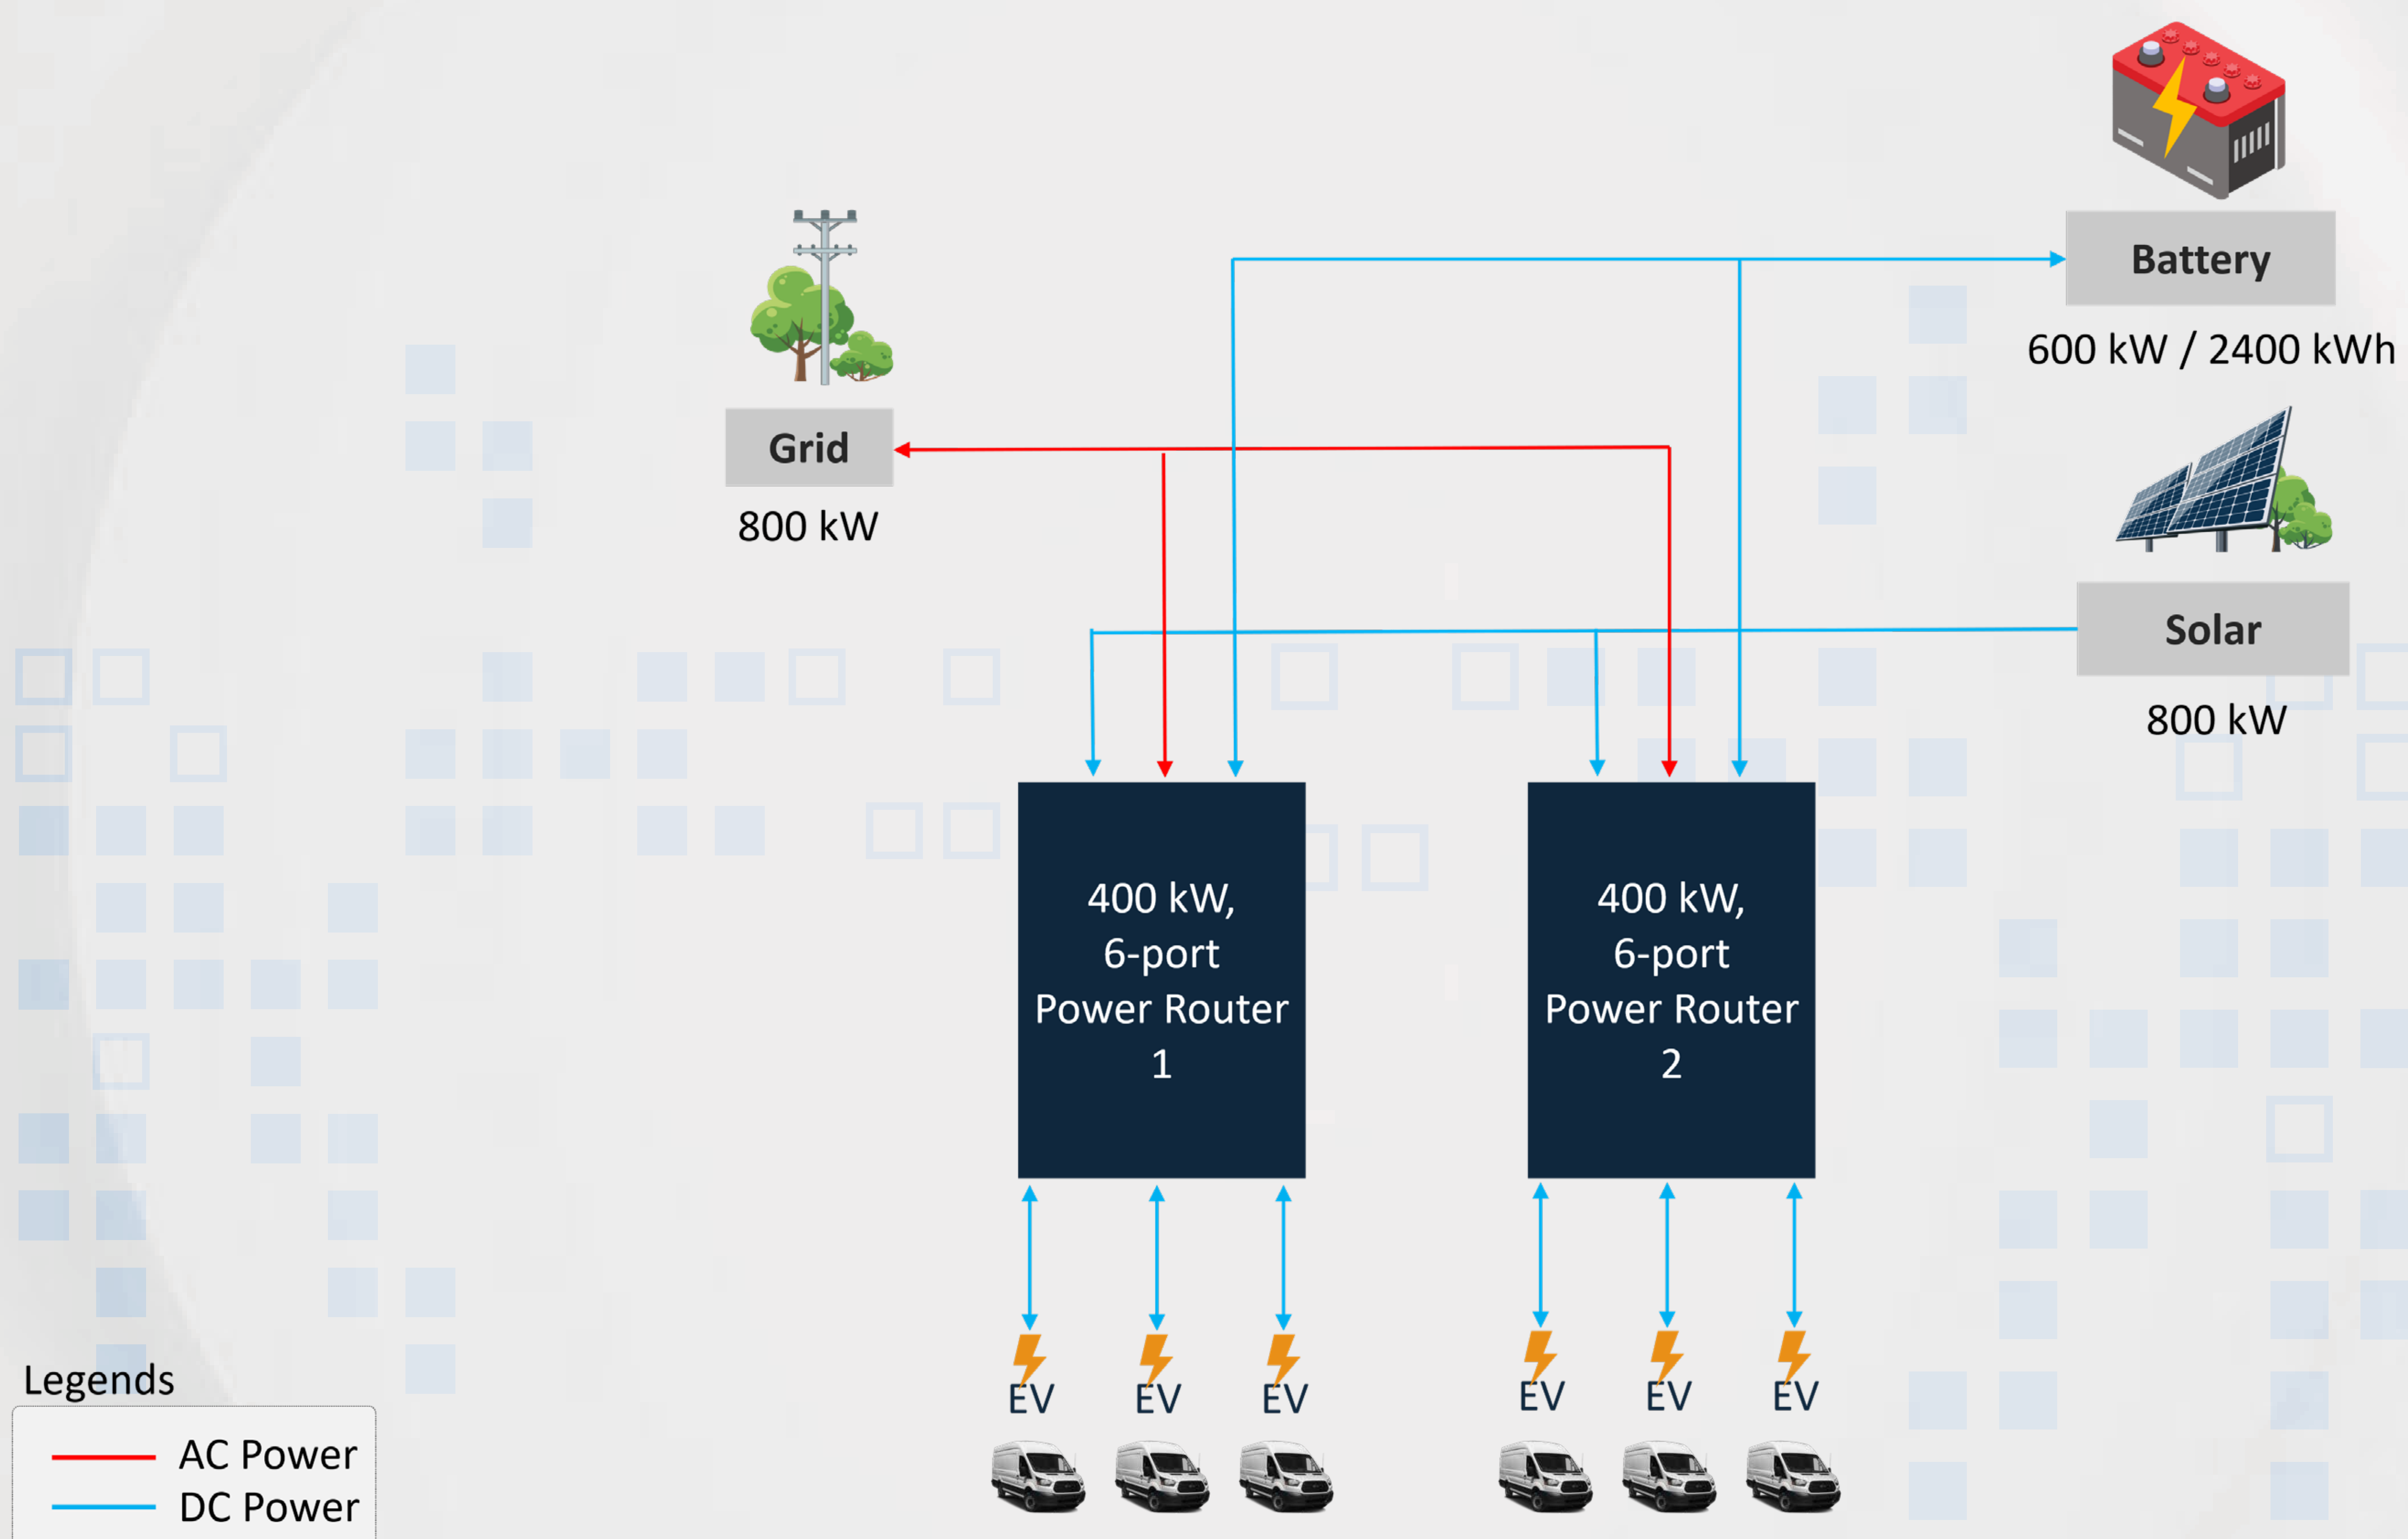 Battery
600 kW / 2400 kWh
Grid
800 kW
Solar
800 kW
400 kW,
6-port
Power Router
1
400 kW,
6-port
Power Router
2
EV
EV
EV
EV
EV
EV
Legends
AC Power
DC Power